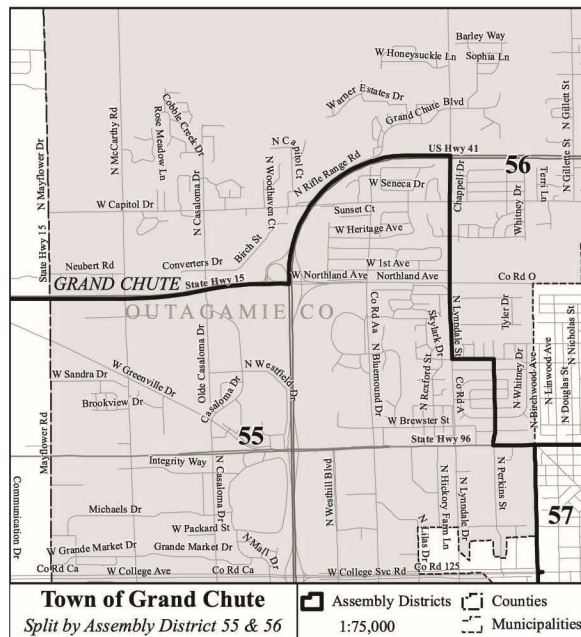 Barley Way
W Honeysuckle Ln
Sophia Ln
Warner Estates Dr
Grand Chute Blvd
N Gillett St
Cobble Creek Dr
Rose Meadow Ln
N McCarthy Rd
N Mayflower Dr
N Capitol Ct
N Rifle Range Rd
US Hwy 41
56
N Gillette St
N Casaloma Dr
N Woodhaven Ct
W Seneca Dr
Chappell Dr
Terri Ln
W Capitol Dr
Sunset Ct
Whitney Dr
State Hwy 15
Birch St
W Heritage Ave
Neubert Rd
Converters Dr
W 1st Ave
GRAND CHUTE
State Hwy 15
W Northland Ave
Northland Ave
Co Rd O
OUTAGAMIE CO
Co Rd Aa
Skylark Dr
N Lynndale St
Tyler Dr
N Nicholas St
Olde Casaloma Dr
N Bluemound Dr
N Rexford St
N Whitney Dr
N Birchwood Ave
N Linwood Ave
N Douglas St
W Sandra Dr
W Greenville Dr
N Westfield Dr
Co Rd A
Casaloma Dr
Brookview Dr
W Brewster St
55
State Hwy 96
Mayflower Rd
Integrity Way
N Casaloma Dr
N Westhill Blvd
N Hickory Farm Ln
N Lynndale Dr
N Perkins St
57
Communication Dr
Michaels Dr
W Packard St
N Mall Dr
N Lilas Dr
W Grande Market Dr
Grande Market Dr
Co Rd Ca
W College Ave
Co Rd Ca
W College Svc Rd
Co Rd 125
Town of Grand Chute
Split by Assembly District 55 & 56
Assembly Districts
Counties
1:75,000
Municipalities